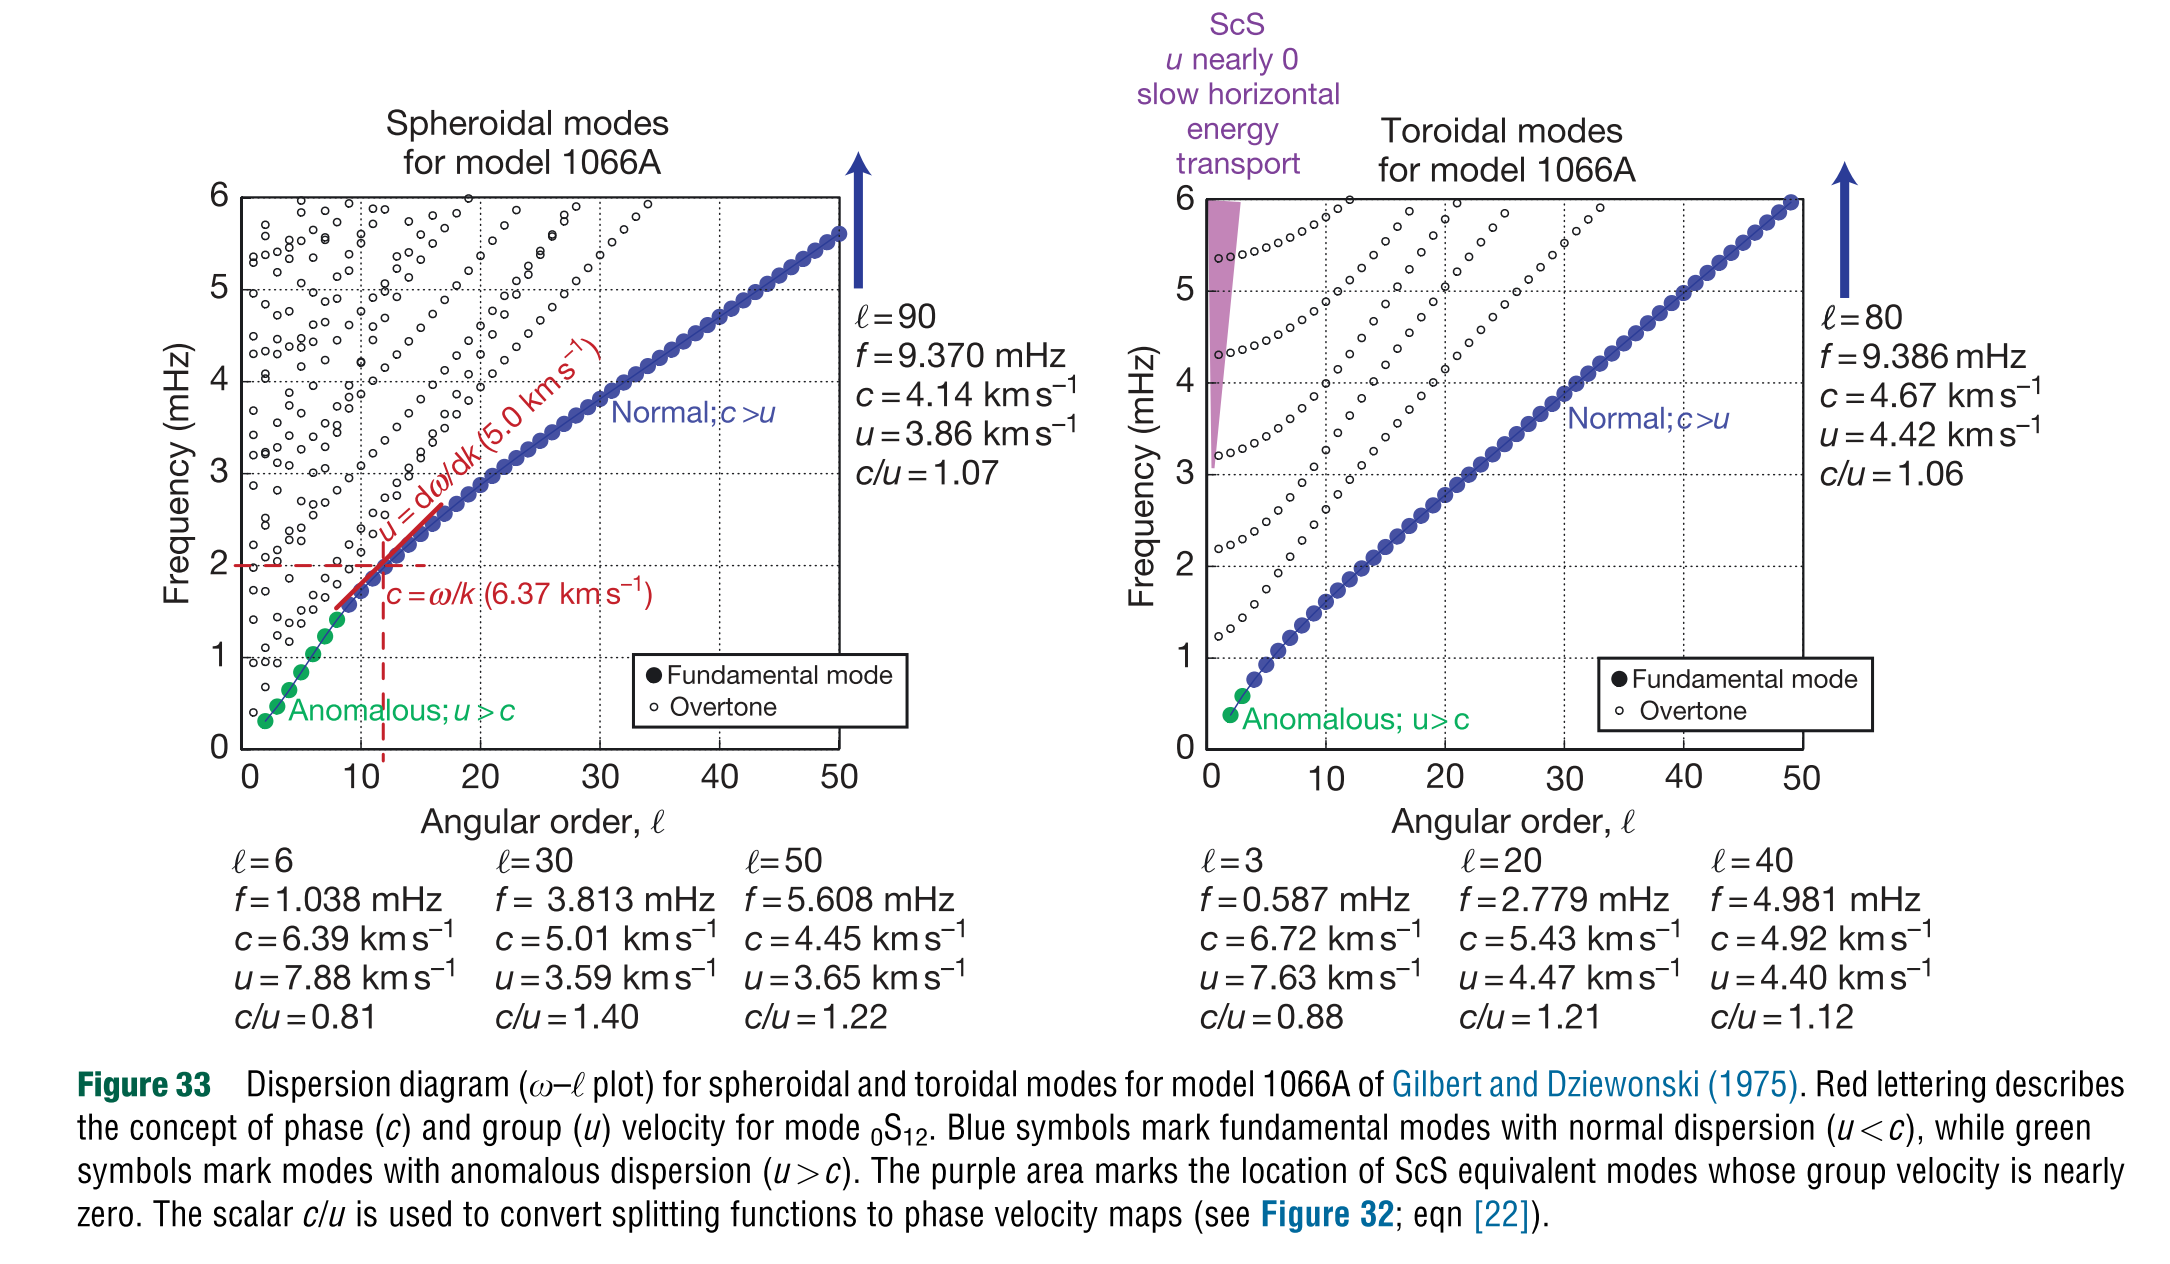 ScS
u nearly 0
slow horizontal
energy
transport
Spheroidal modes
for model 1066A
6
5
4
3
2
1
0
Frequency (mHz)
0 10 20 30 40 50
Angular order, ℓ
u = dω/dk (5.0 km s⁻¹)
c = ω/k (6.37 km s⁻¹)
Normal; c > u
Anomalous; u > c
Fundamental mode
Overtone
ℓ = 90
f = 9.370 mHz
c = 4.14 km s⁻¹
u = 3.86 km s⁻¹
c/u = 1.07
ℓ = 6
f = 1.038 mHz
c = 6.39 km s⁻¹
u = 7.88 km s⁻¹
c/u = 0.81
ℓ = 30
f = 3.813 mHz
c = 5.01 km s⁻¹
u = 3.59 km s⁻¹
c/u = 1.40
ℓ = 50
f = 5.608 mHz
c = 4.45 km s⁻¹
u = 3.65 km s⁻¹
c/u = 1.22
Toroidal modes
for model 1066A
6
5
4
3
2
1
0
Frequency (mHz)
0 10 20 30 40 50
Angular order, ℓ
Normal; c > u
Anomalous; u > c
Fundamental mode
Overtone
ℓ = 80
f = 9.386 mHz
c = 4.67 km s⁻¹
u = 4.42 km s⁻¹
c/u = 1.06
ℓ = 3
f = 0.587 mHz
c = 6.72 km s⁻¹
u = 7.63 km s⁻¹
c/u = 0.88
ℓ = 20
f = 2.779 mHz
c = 5.43 km s⁻¹
u = 4.47 km s⁻¹
c/u = 1.21
ℓ = 40
f = 4.981 mHz
c = 4.92 km s⁻¹
u = 4.40 km s⁻¹
c/u = 1.12
Figure 33 Dispersion diagram (ω–ℓ plot) for spheroidal and toroidal modes for model 1066A of Gilbert and Dziewonski (1975). Red lettering describes
the concept of phase (c) and group (u) velocity for mode ₀S₁₂. Blue symbols mark fundamental modes with normal dispersion (u < c), while green
symbols mark modes with anomalous dispersion (u > c). The purple area marks the location of ScS equivalent modes whose group velocity is nearly
zero. The scalar c/u is used to convert splitting functions to phase velocity maps (see Figure 32; eqn [22]).